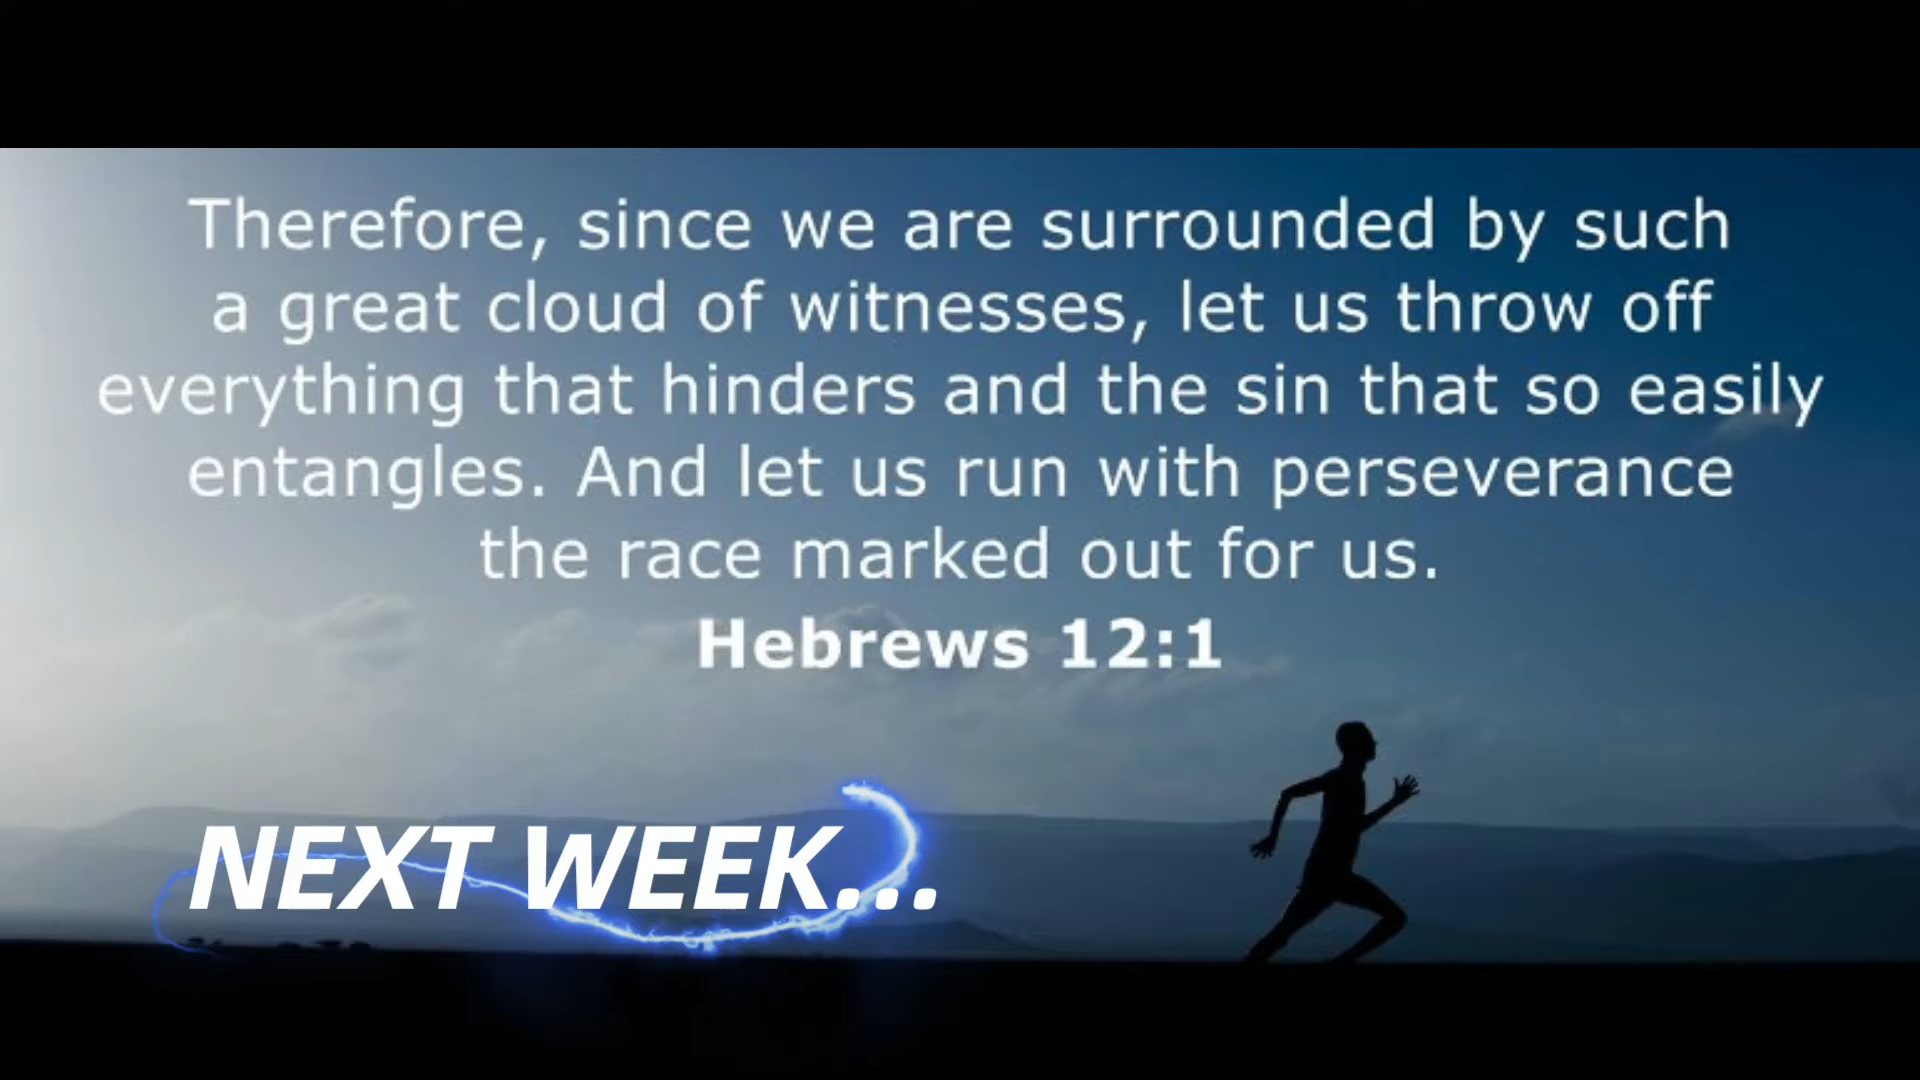 Therefore, since we are surrounded by such
a great cloud of witnesses, let us throw off
everything that hinders and the sin that so easily
entangles. And let us run with perseverance
the race marked out for us.
Hebrews 12:1
NEXT WEEK...